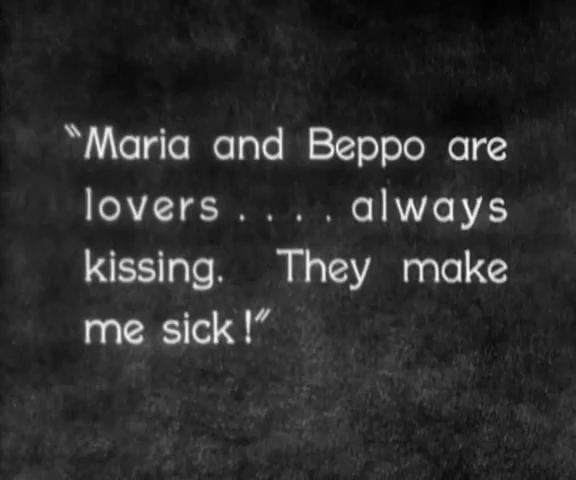 "Maria and Beppo are
lovers .... always
kissing. They make
me sick!"